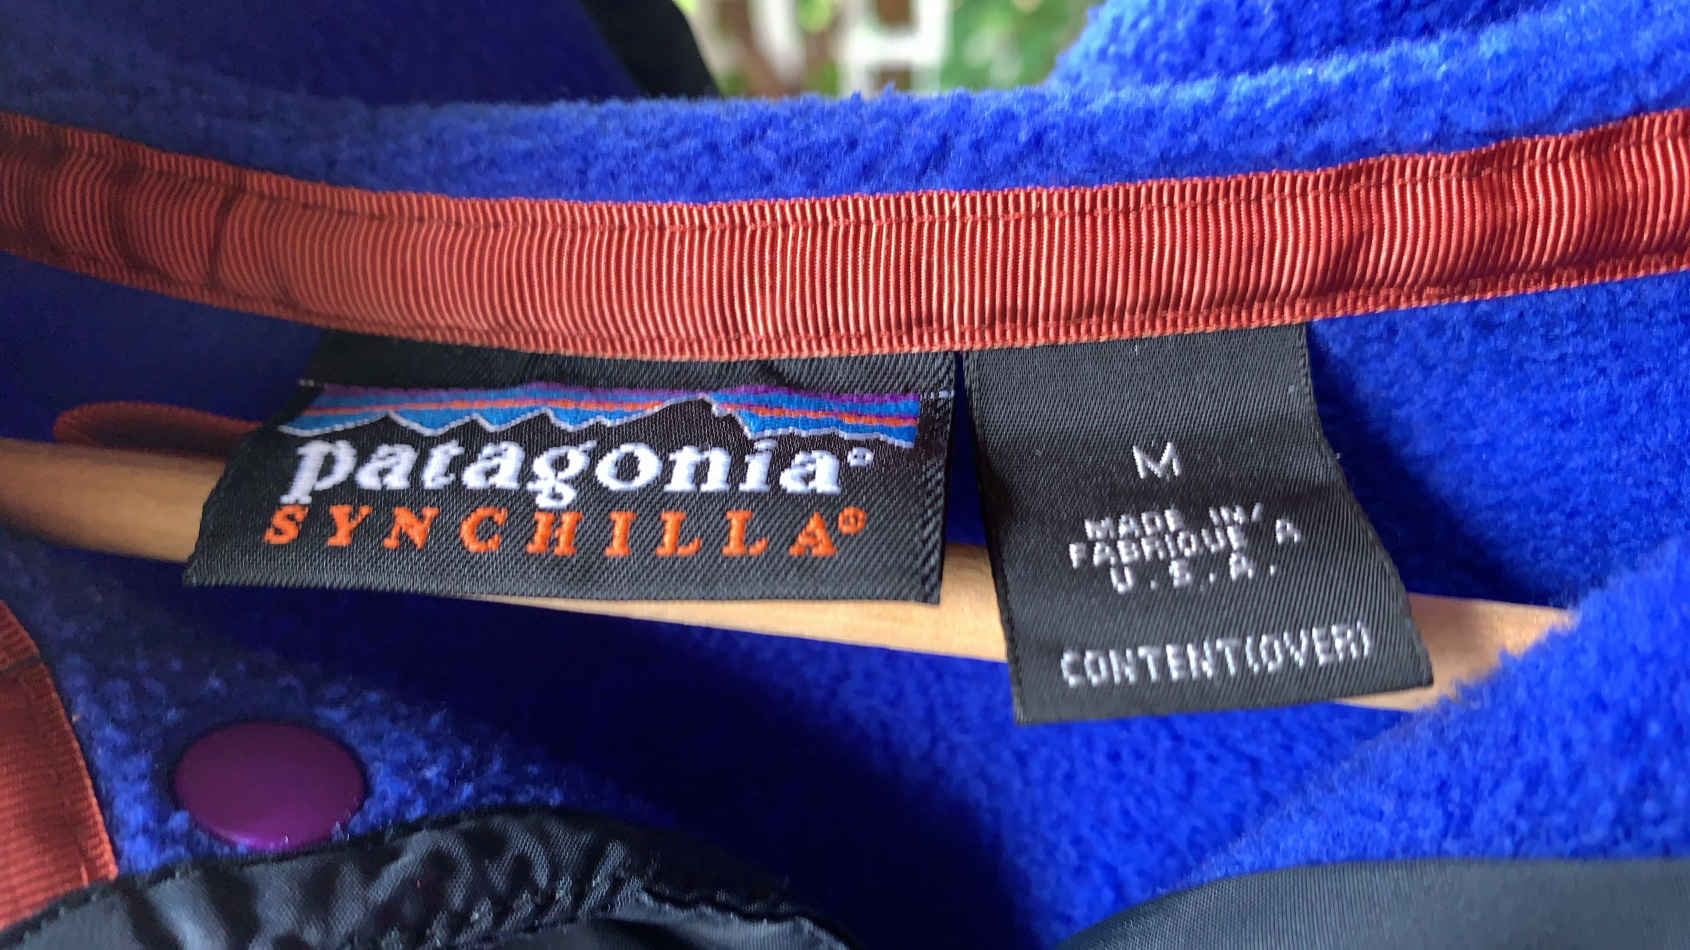 patagonia®
SYNCHILLA®
M
MADE IN/
FABRIQUE A
U.S.A.
CONTENT(OVER)